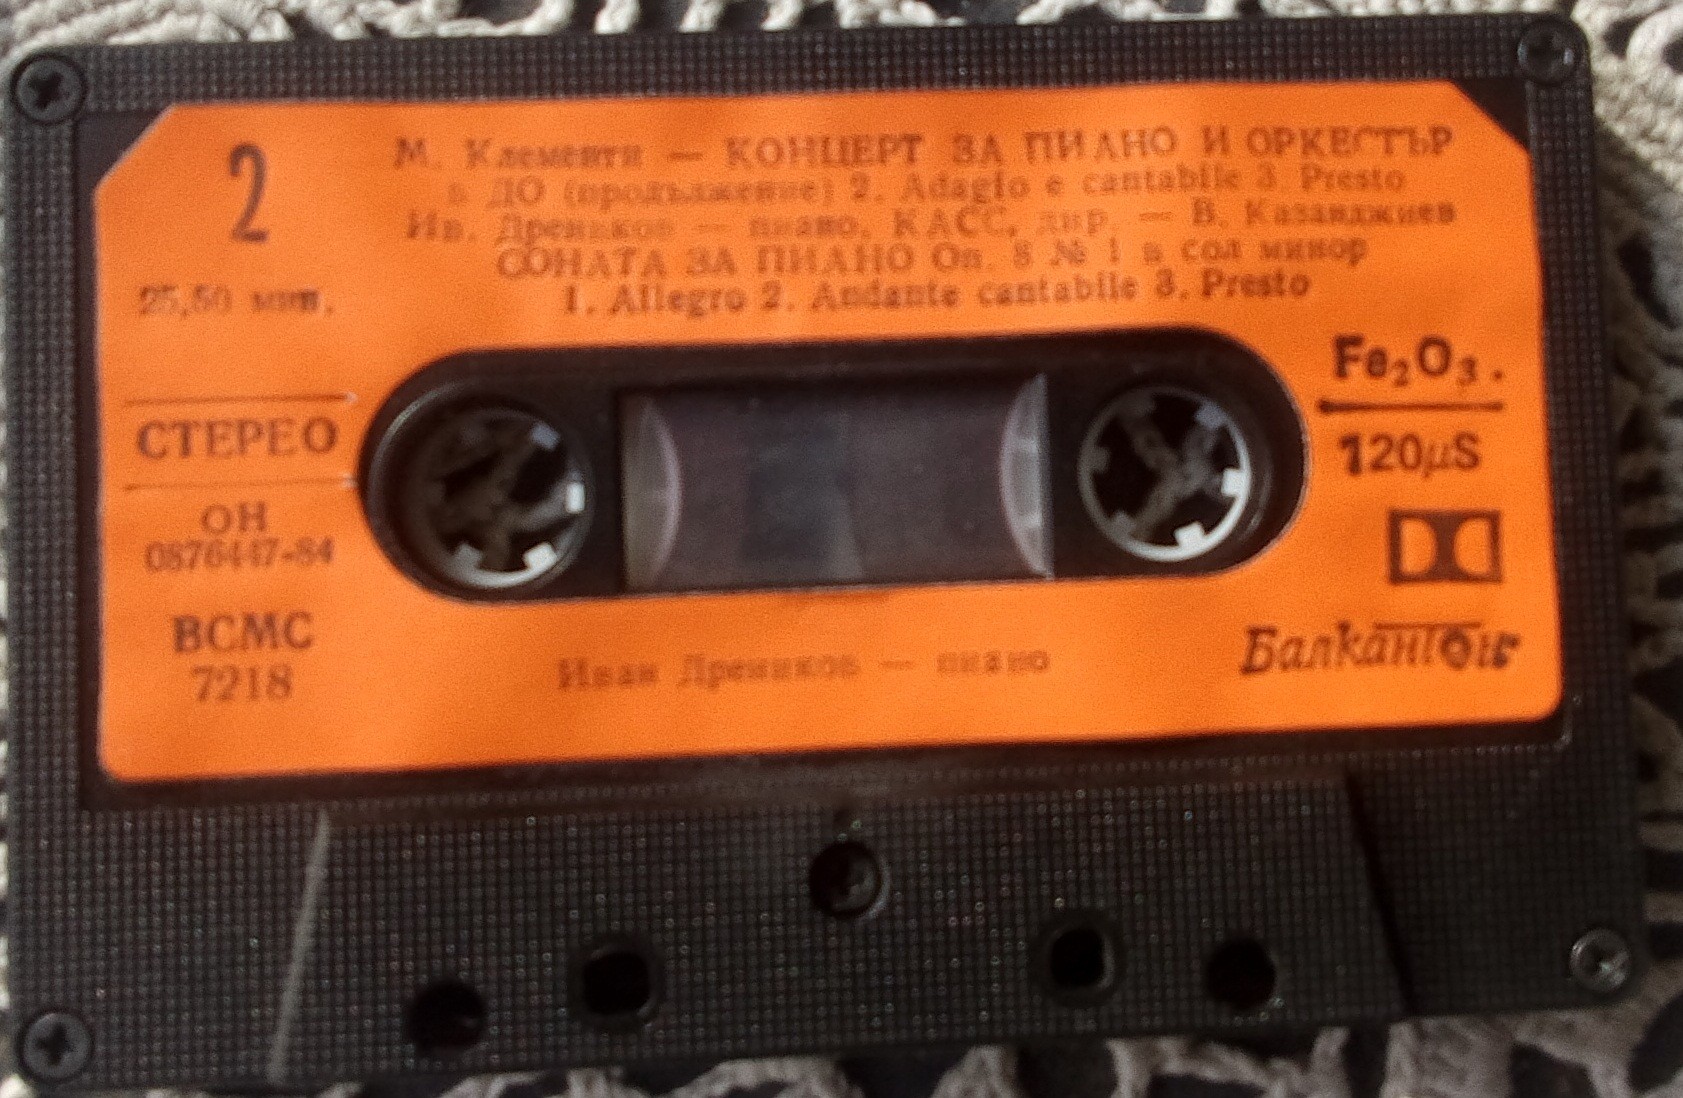 2
М. Клементи — КОНЦЕРТ ЗА ПИАНО И ОРКЕСТЪР
в ДО (продължение) 2. Adagio e cantabile 3. Presto
Ив. Дреников — пиано, КАСС, дир. — В. Казанджиев
СОНАТА ЗА ПИАНО Оп. 8 № 1 в сол минор
1. Allegro 2. Andante cantabile 3. Presto
25,50 мин.
СТЕРЕО
ОН
0876447-84
ВСМС
7218
Fe₂O₃.
120μS
Балкантон
Иван Дреников — пиано